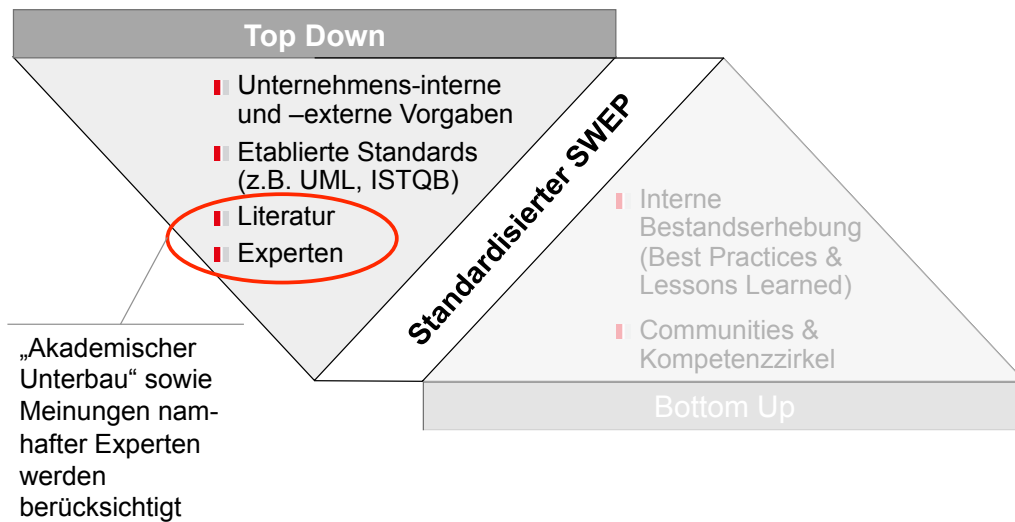 Top Down
Unternehmens-interne
und –externe Vorgaben
Etablierte Standards
(z.B. UML, ISTQB)
Literatur
Experten
Standardisierter SWEP
Interne
Bestandserhebung
(Best Practices &
Lessons Learned)
Communities &
Kompetenzzirkel
Bottom Up
„Akademischer
Unterbau“ sowie
Meinungen nam-
hafter Experten
werden
berücksichtigt